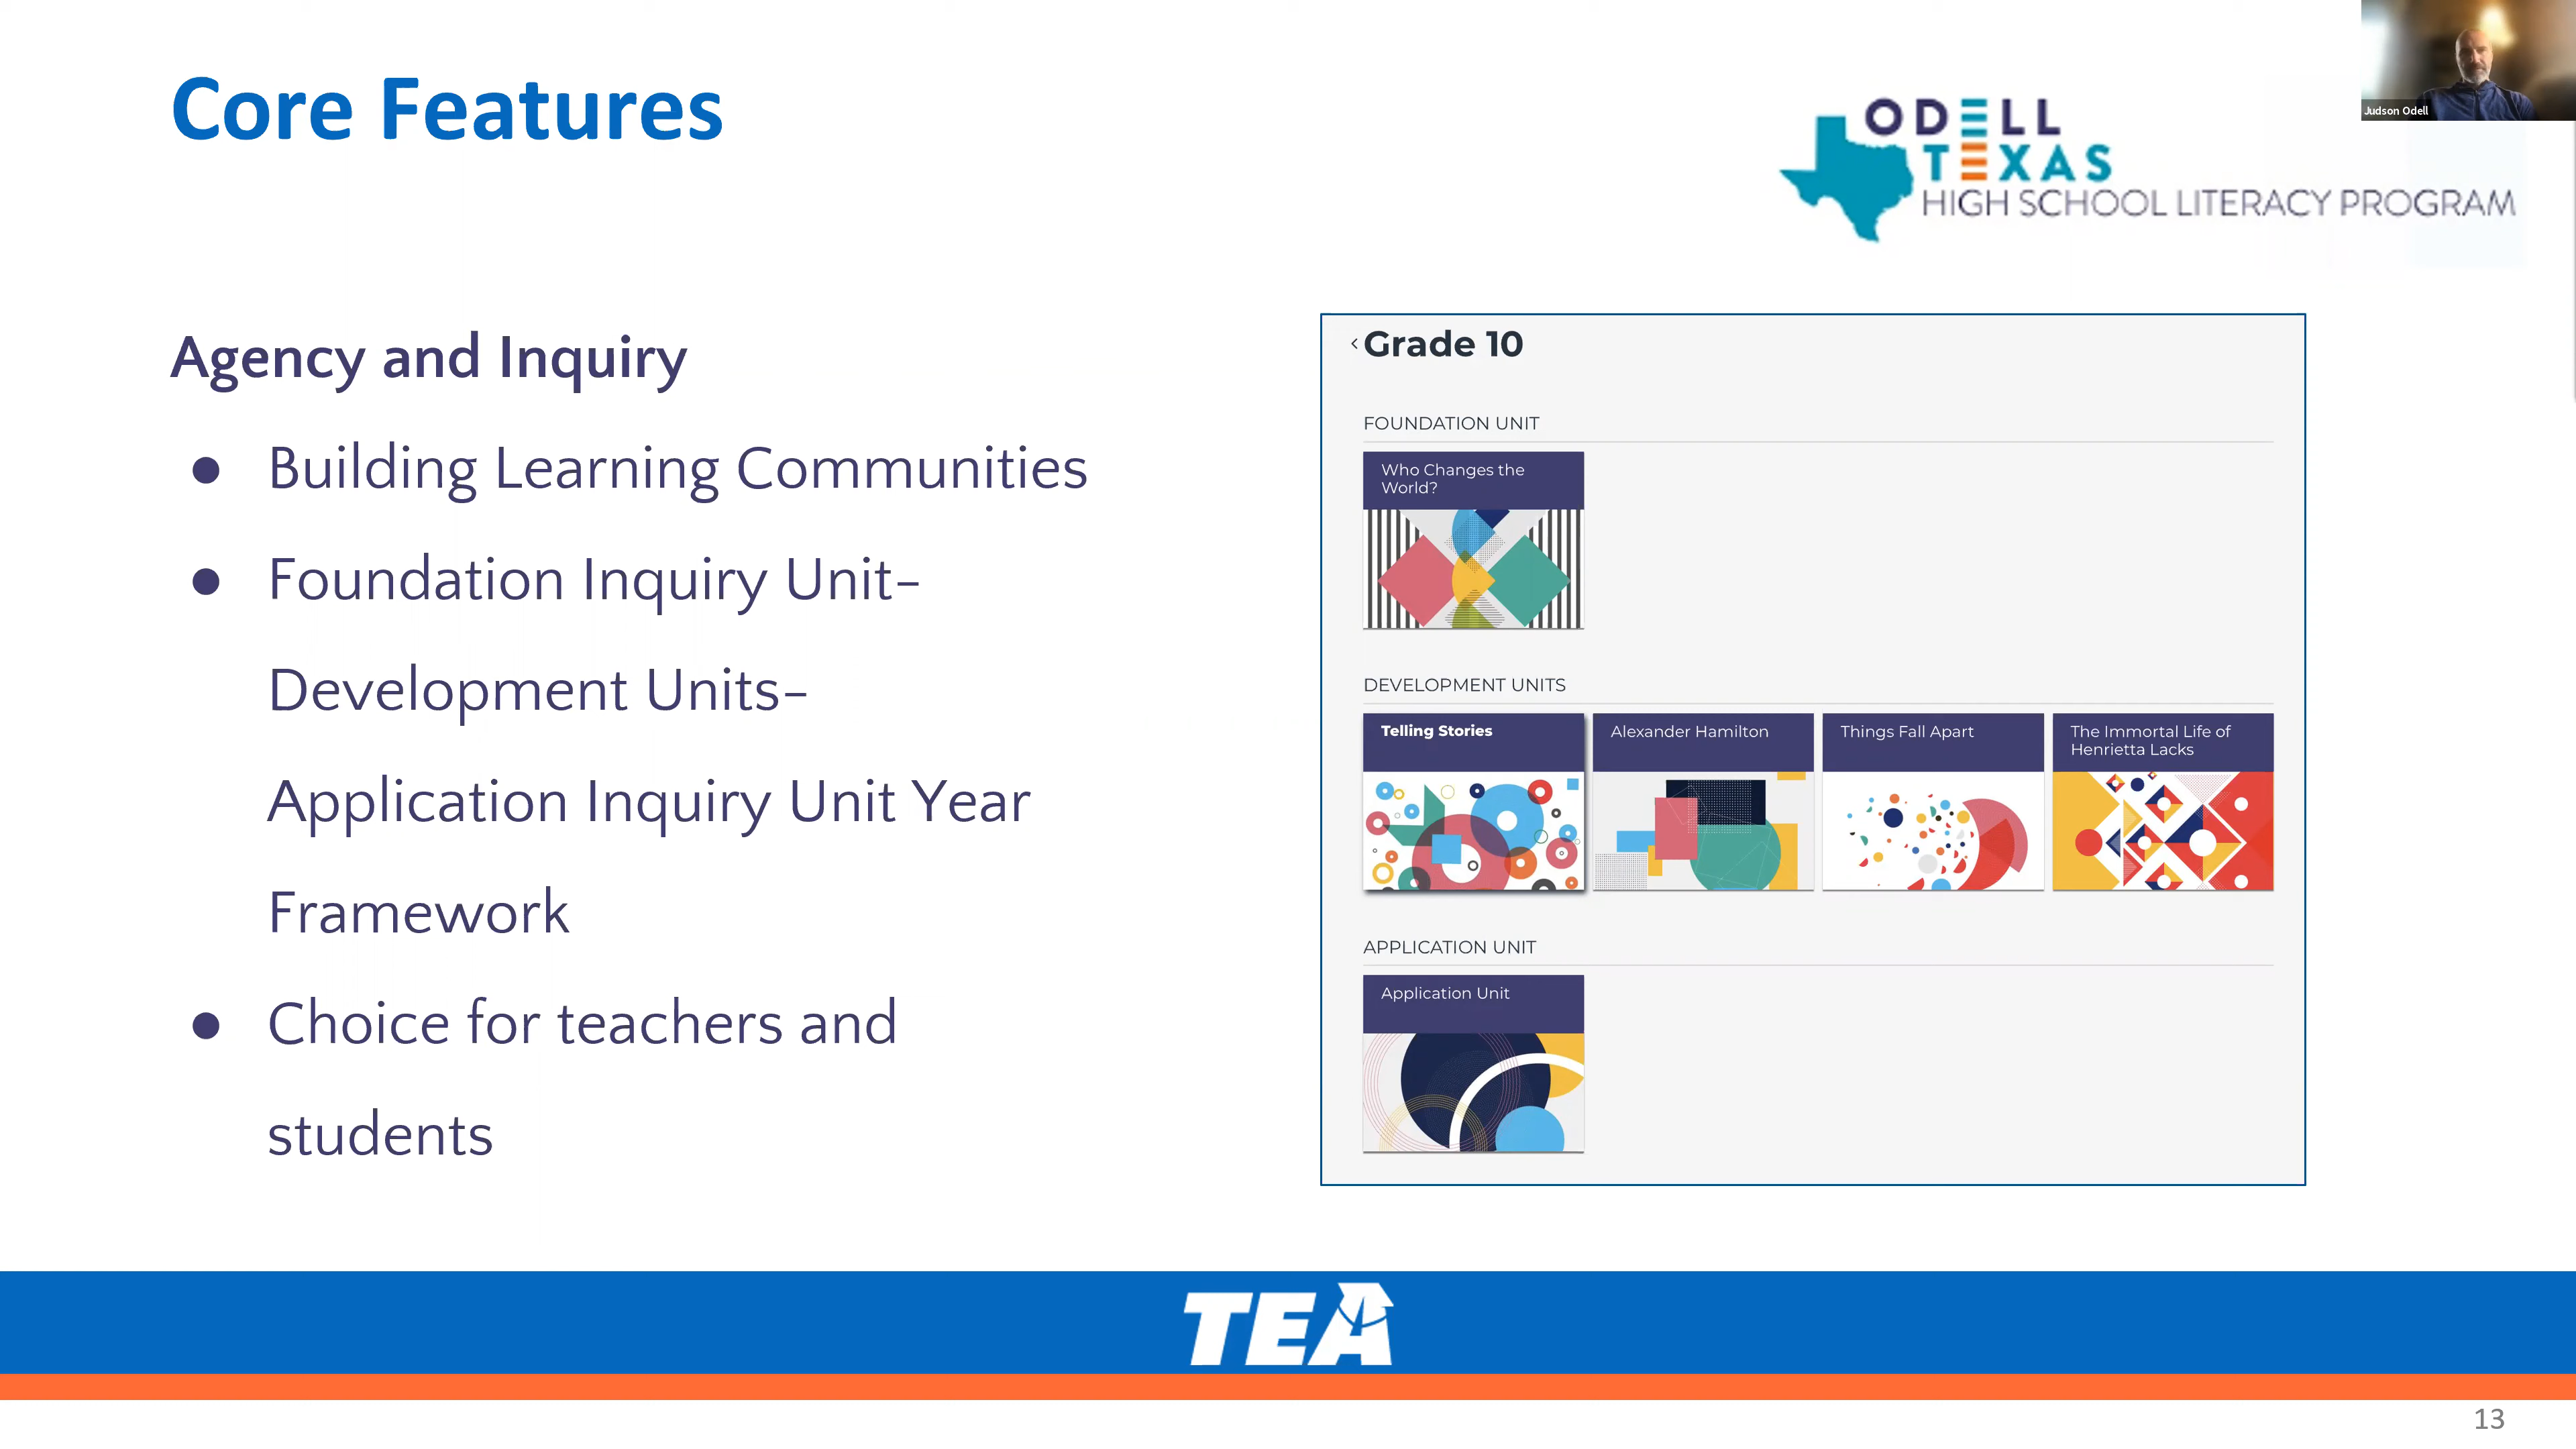 Core Features
Judson Odell
ODELL
TEXAS
HIGH SCHOOL LITERACY PROGRAM
Agency and Inquiry
● Building Learning Communities
● Foundation Inquiry Unit-
Development Units-
Application Inquiry Unit Year
Framework
● Choice for teachers and
students
‹ Grade 10
FOUNDATION UNIT
Who Changes the
World?
DEVELOPMENT UNITS
Telling Stories
Alexander Hamilton
Things Fall Apart
The Immortal Life of
Henrietta Lacks
APPLICATION UNIT
Application Unit
TEA
13